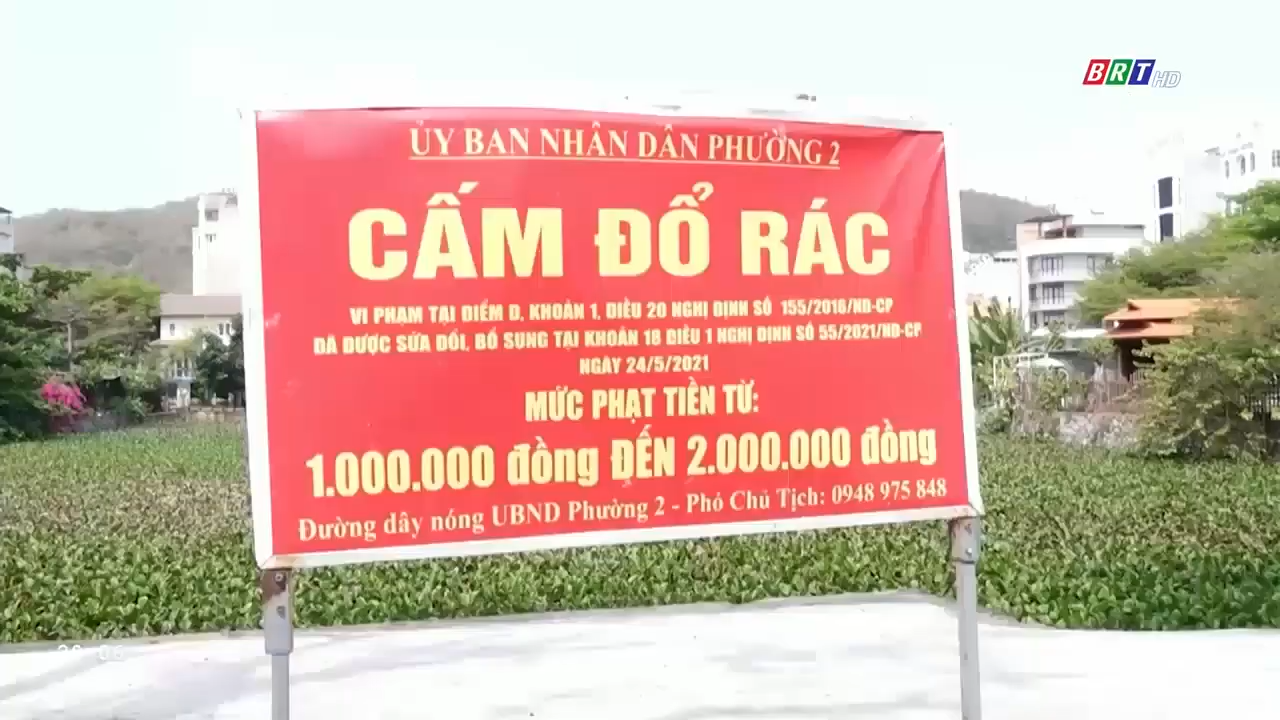 BRT HD
ỦY BAN NHÂN DÂN PHƯỜNG 2
CẤM ĐỔ RÁC
VI PHẠM TẠI ĐIỂM D, KHOẢN 1, ĐIỀU 20 NGHỊ ĐỊNH SỐ 155/2016/NĐ-CP
ĐÃ ĐƯỢC SỬA ĐỔI, BỔ SUNG TẠI KHOẢN 18 ĐIỀU 1 NGHỊ ĐỊNH SỐ 55/2021/NĐ-CP
NGÀY 24/5/2021
MỨC PHẠT TIỀN TỪ:
1.000.000 đồng ĐẾN 2.000.000 đồng
Đường dây nóng UBND Phường 2 - Phó Chủ Tịch: 0948 975 848